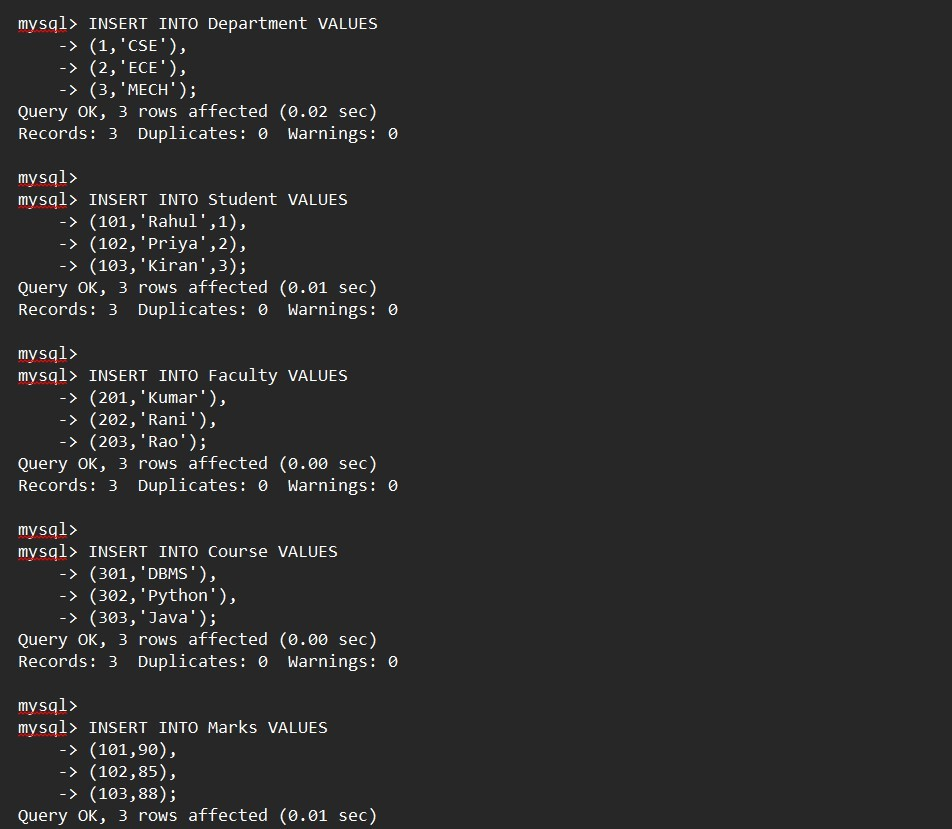 mysql> INSERT INTO Department VALUES
-> (1,'CSE'),
-> (2,'ECE'),
-> (3,'MECH');
Query OK, 3 rows affected (0.02 sec)
Records: 3  Duplicates: 0  Warnings: 0
mysql>
mysql> INSERT INTO Student VALUES
-> (101,'Rahul',1),
-> (102,'Priya',2),
-> (103,'Kiran',3);
Query OK, 3 rows affected (0.01 sec)
Records: 3  Duplicates: 0  Warnings: 0
mysql>
mysql> INSERT INTO Faculty VALUES
-> (201,'Kumar'),
-> (202,'Rani'),
-> (203,'Rao');
Query OK, 3 rows affected (0.00 sec)
Records: 3  Duplicates: 0  Warnings: 0
mysql>
mysql> INSERT INTO Course VALUES
-> (301,'DBMS'),
-> (302,'Python'),
-> (303,'Java');
Query OK, 3 rows affected (0.00 sec)
Records: 3  Duplicates: 0  Warnings: 0
mysql>
mysql> INSERT INTO Marks VALUES
-> (101,90),
-> (102,85),
-> (103,88);
Query OK, 3 rows affected (0.01 sec)